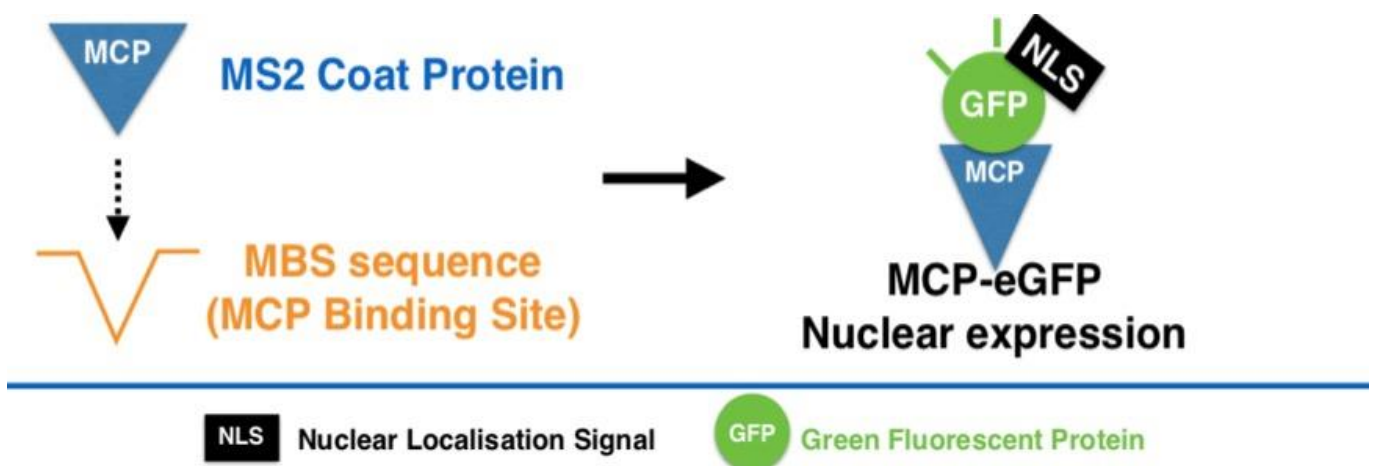 MCP
MS2 Coat Protein
MBS sequence
(MCP Binding Site)
NLS
GFP
MCP
MCP-eGFP
Nuclear expression
NLS Nuclear Localisation Signal
GFP Green Fluorescent Protein